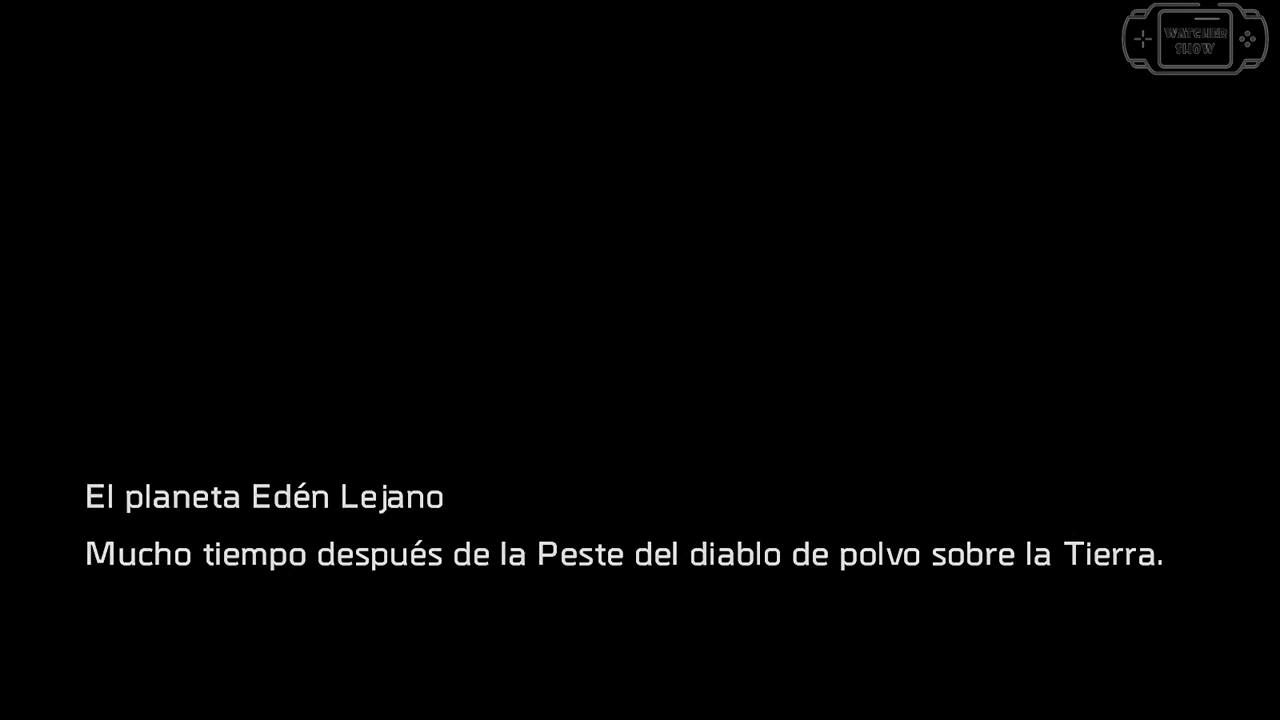 WATCHER
SHOW
El planeta Edén Lejano
Mucho tiempo después de la Peste del diablo de polvo sobre la Tierra.